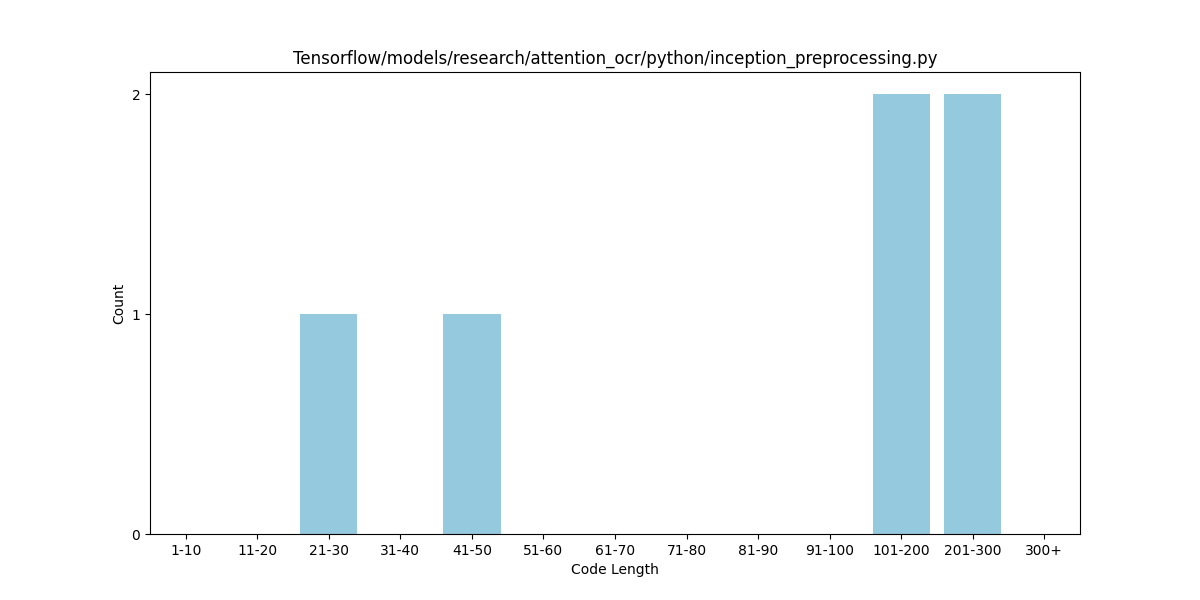 Tensorflow/models/research/attention_ocr/python/inception_preprocessing.py
2
1
0
Count
1-10 11-20 21-30 31-40 41-50 51-60 61-70 71-80 81-90 91-100 101-200 201-300 300+
Code Length